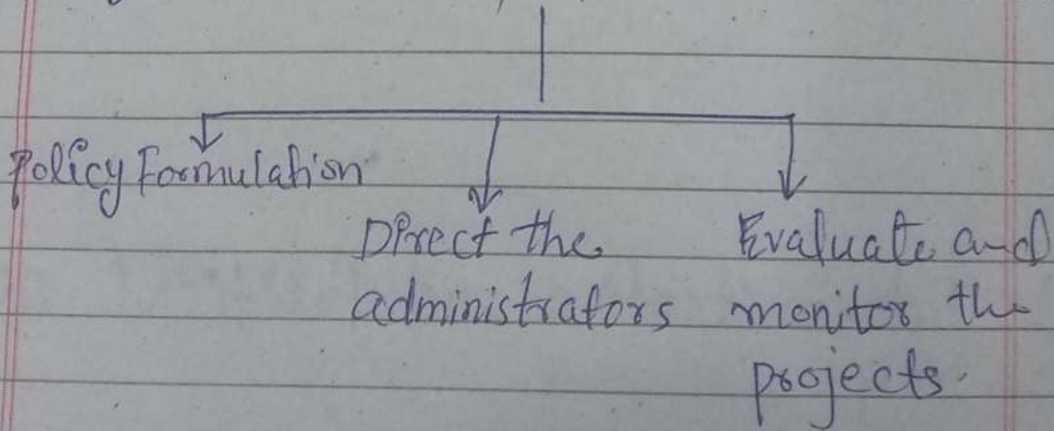 Policy Formulation
Direct the
administrators
Evaluate and
monitor the
projects.